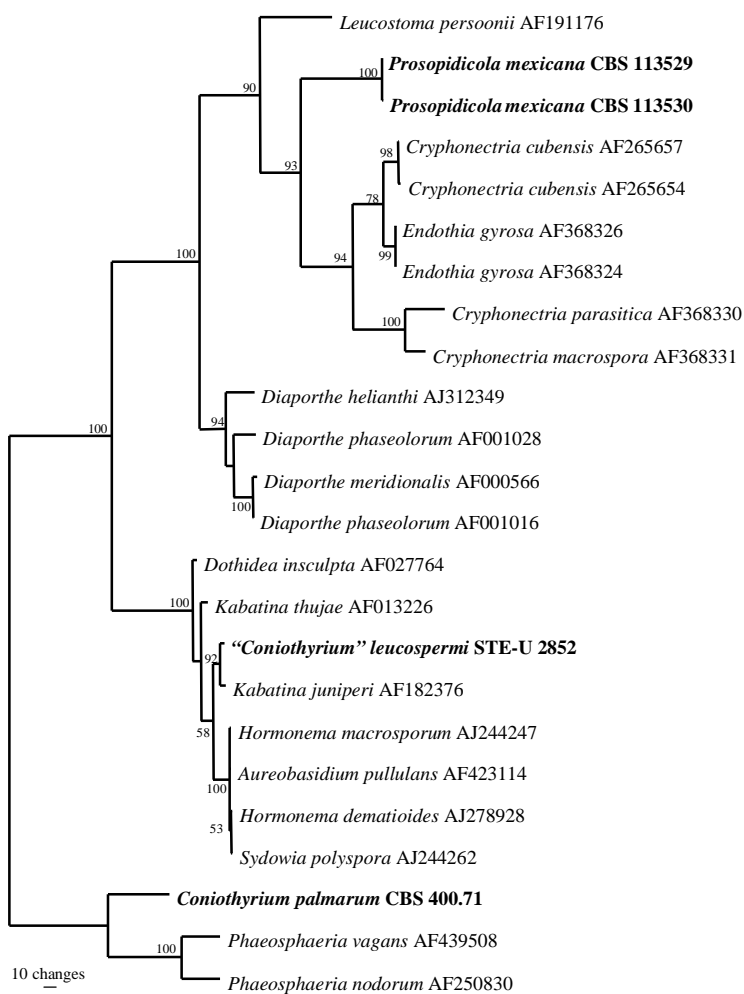 Leucostoma persoonii AF191176
100
Prosopidicola mexicana CBS 113529
90
Prosopidicola mexicana CBS 113530
98
Cryphonectria cubensis AF265657
93
Cryphonectria cubensis AF265654
78
Endothia gyrosa AF368326
100
94
99
Endothia gyrosa AF368324
Cryphonectria parasitica AF368330
100
Cryphonectria macrospora AF368331
Diaporthe helianthi AJ312349
94
100
Diaporthe phaseolorum AF001028
Diaporthe meridionalis AF000566
100
Diaporthe phaseolorum AF001016
Dothidea insculpta AF027764
100
Kabatina thujae AF013226
“Coniothyrium” leucospermi STE-U 2852
92
Kabatina juniperi AF182376
58
Hormonema macrosporum AJ244247
Aureobasidium pullulans AF423114
100
Hormonema dematioides AJ278928
53
Sydowia polyspora AJ244262
Coniothyrium palmarum CBS 400.71
Phaeosphaeria vagans AF439508
100
Phaeosphaeria nodorum AF250830
10 changes